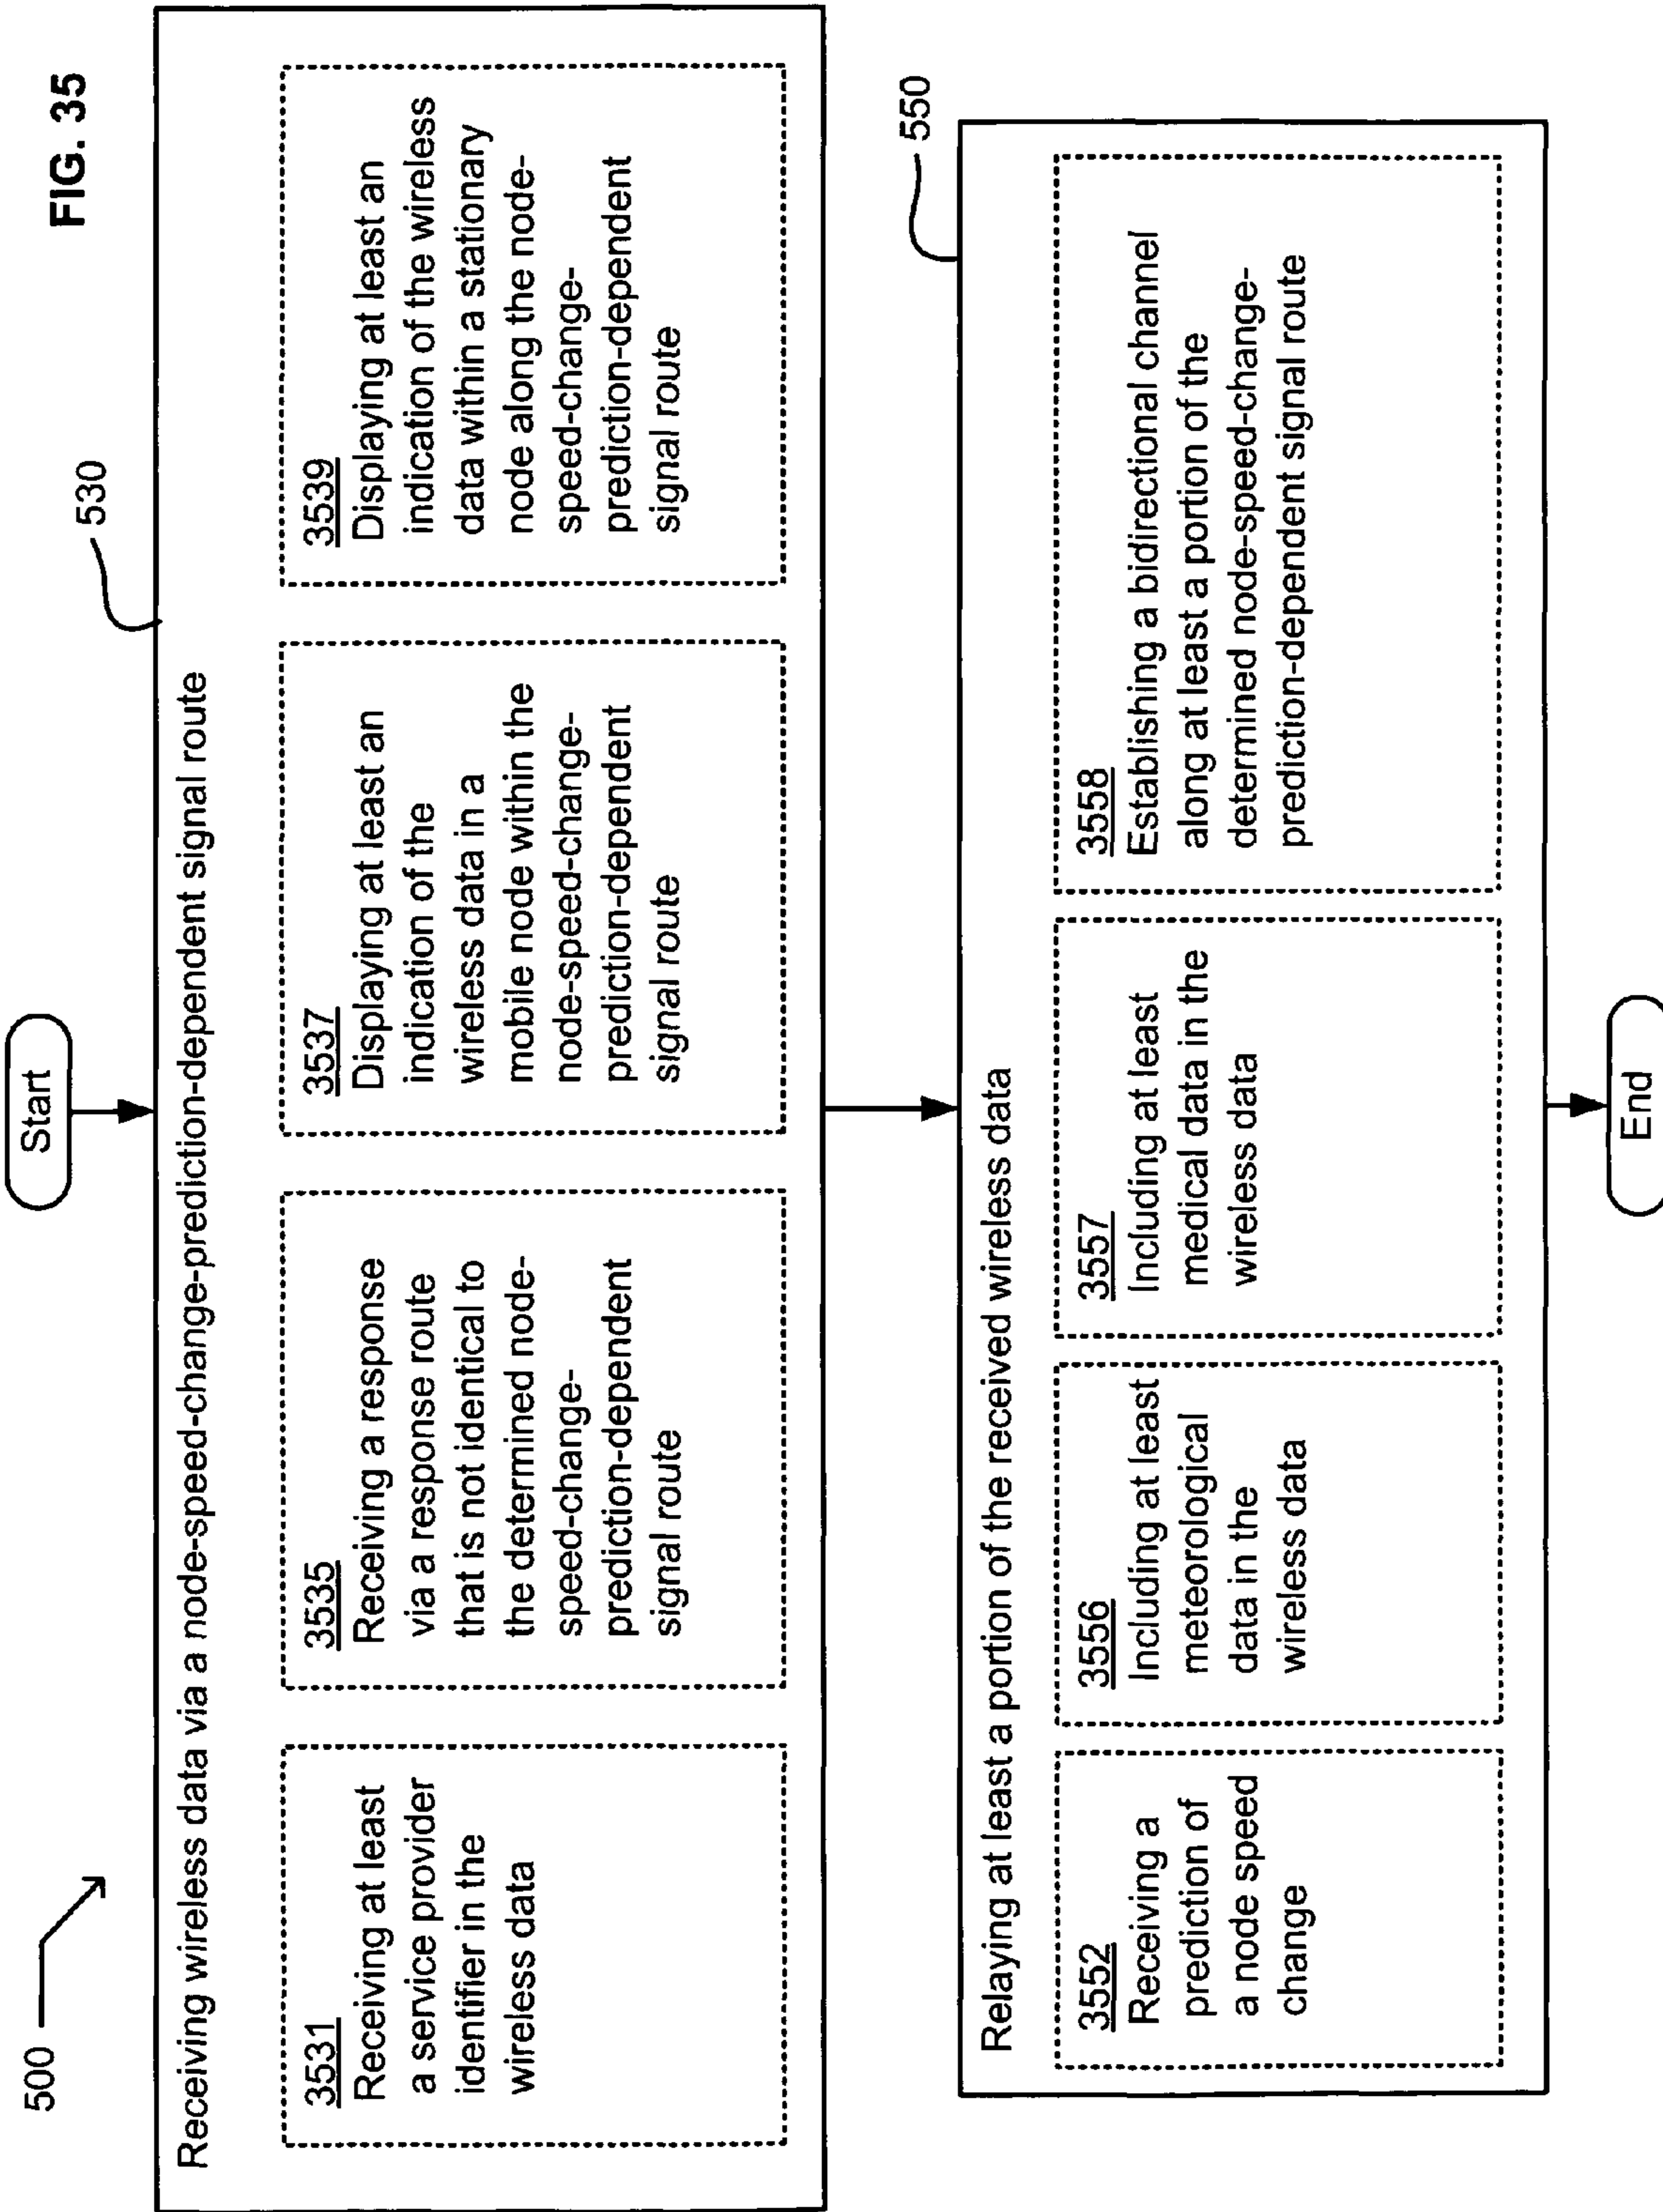 FIG. 35
500
Start
530
Receiving wireless data via a node-speed-change-prediction-dependent signal route
3531
Receiving at least
a service provider
identifier in the
wireless data
3535
Receiving a response
via a response route
that is not identical to
the determined node-
speed-change-
prediction-dependent
signal route
3537
Displaying at least an
indication of the
wireless data in a
mobile node within the
node-speed-change-
prediction-dependent
signal route
3539
Displaying at least an
indication of the wireless
data within a stationary
node along the node-
speed-change-
prediction-dependent
signal route
550
Relaying at least a portion of the received wireless data
3552
Receiving a
prediction of
a node speed
change
3556
Including at least
meteorological
data in the
wireless data
3557
Including at least
medical data in the
wireless data
3558
Establishing a bidirectional channel
along at least a portion of the
determined node-speed-change-
prediction-dependent signal route
End